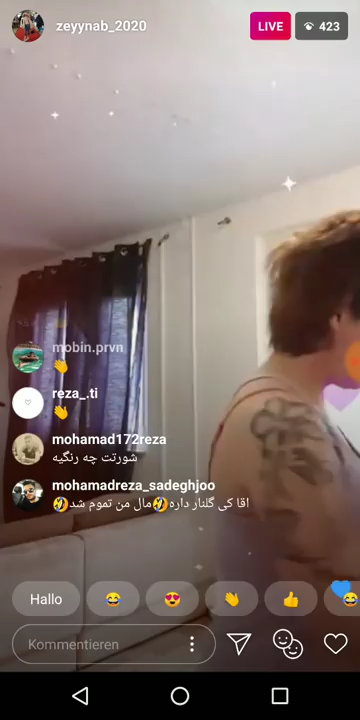 zeyynab_2020
LIVE
423
mobin.prvn
👏
reza_.ti
👏
mohamad172reza
شورتت چه رنگیه
mohamadreza_sadeghjoo
🤣اقا کی گلنار داره🤣مال من تموم شد
Hallo
Kommentieren